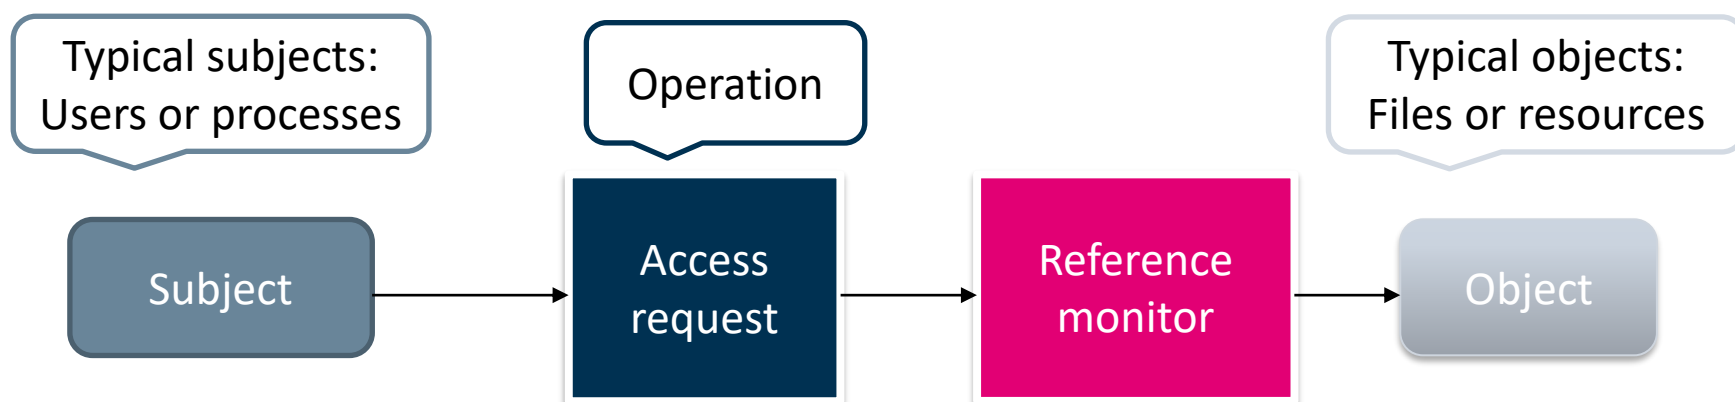 Typical subjects:
Users or processes
Operation
Typical objects:
Files or resources
Subject
Access
request
Reference
monitor
Object